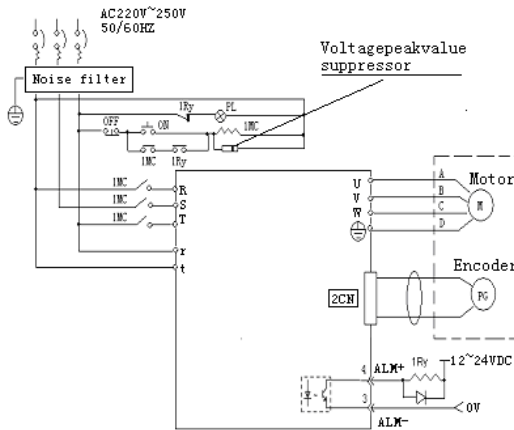 AC220V~250V
50/60HZ
Voltagepeakvalue
suppressor
Noise filter
1Ry
PL
OFF
ON
1MC
1MC
1Ry
1MC
R
1MC
S
1MC
T
r
t
U
V
W
A
B
C
D
Motor
M
Encoder
PG
2CN
1Ry
12~24VDC
4
ALM+
3
ALM-
0V